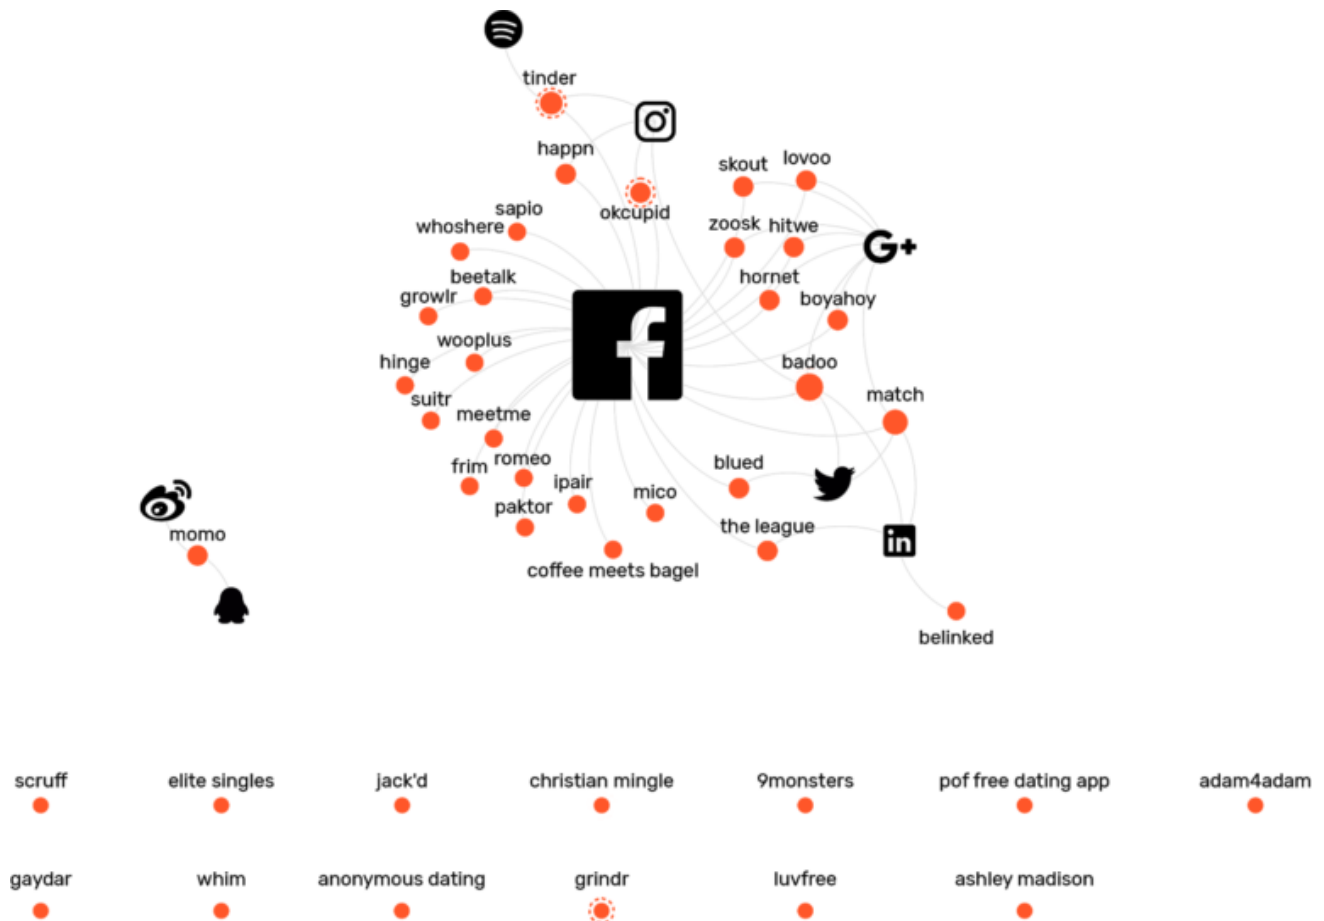 tinder
happn
okcupid
skout
lovoo
sapio
whoshere
zoosk
hitwe
G+
beetalk
growlr
hornet
boyahoy
wooplus
hinge
f
badoo
suitr
meetme
match
frim
romeo
ipair
mico
blued
paktor
the league
in
momo
coffee meets bagel
belinked
scruff
elite singles
jack'd
christian mingle
9monsters
pof free dating app
adam4adam
gaydar
whim
anonymous dating
grindr
luvfree
ashley madison